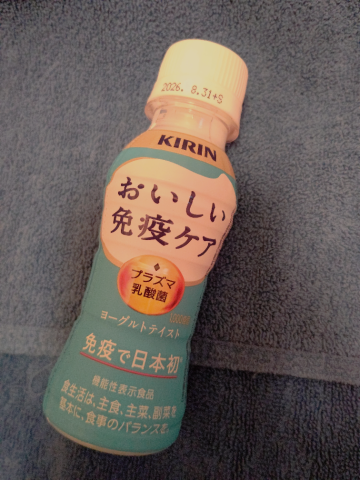 2026. 8.31+S
KIRIN
おいしい
免疫ケア
プラズマ
乳酸菌
ヨーグルトテイスト
免疫で日本初
機能性表示食品
食生活は、主食、主菜、副菜を
基本に、食事のバランスを。